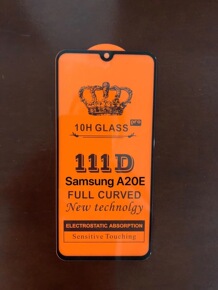 10H GLASS
111D
Samsung A20E
FULL CURVED
New technolgy
ELECTROSTATIC ABSORPTION
Sensitive Touching